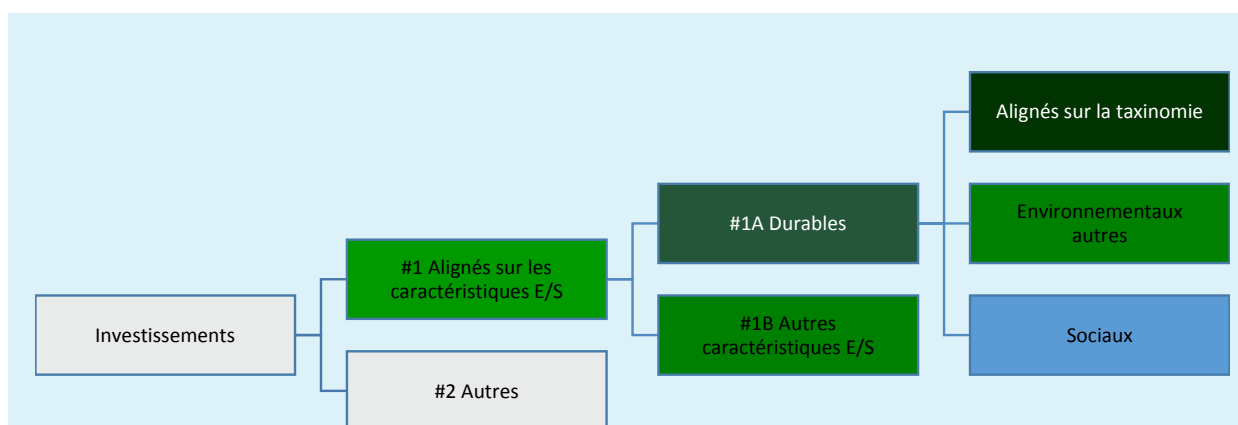 Investissements
#1 Alignés sur les
caractéristiques E/S
#2 Autres
#1A Durables
#1B Autres
caractéristiques E/S
Alignés sur la taxinomie
Environnementaux
autres
Sociaux